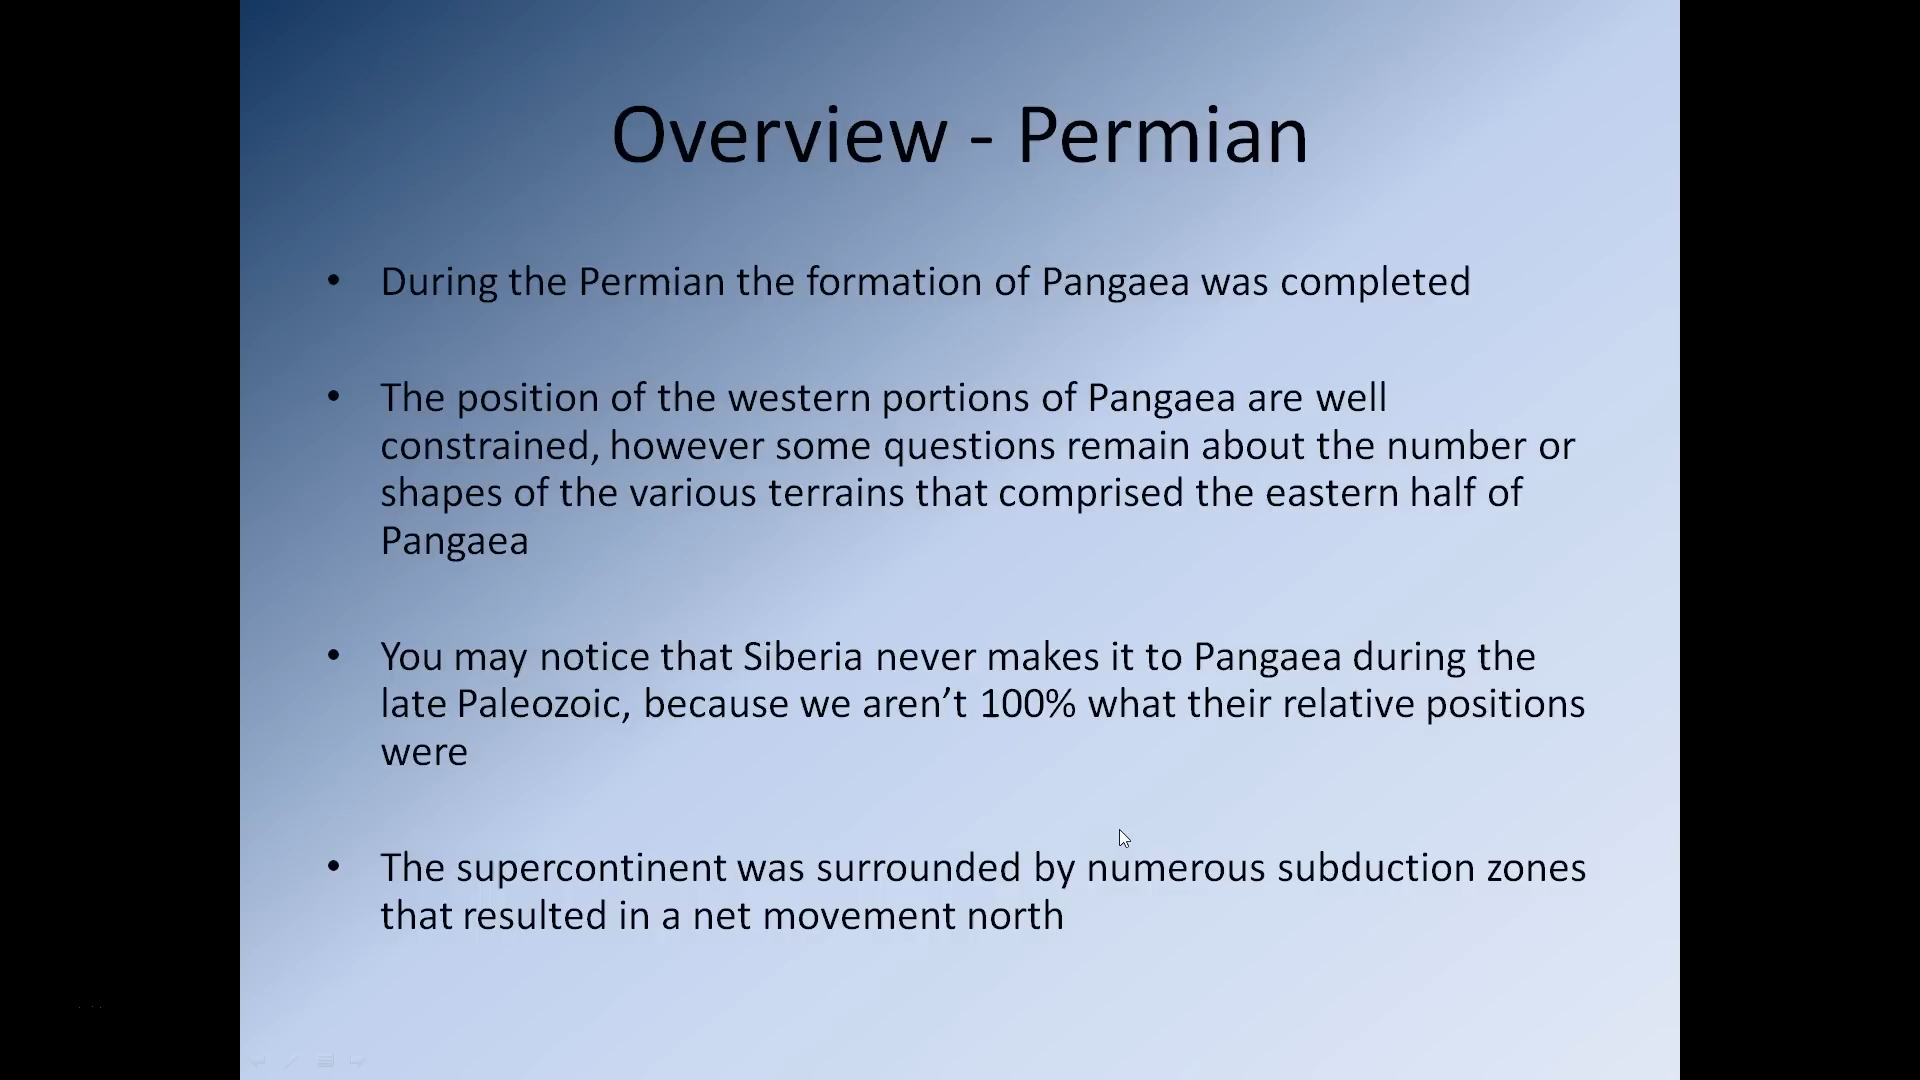 Overview - Permian
• During the Permian the formation of Pangaea was completed
• The position of the western portions of Pangaea are well
constrained, however some questions remain about the number or
shapes of the various terrains that comprised the eastern half of
Pangaea
• You may notice that Siberia never makes it to Pangaea during the
late Paleozoic, because we aren’t 100% what their relative positions
were
• The supercontinent was surrounded by numerous subduction zones
that resulted in a net movement north